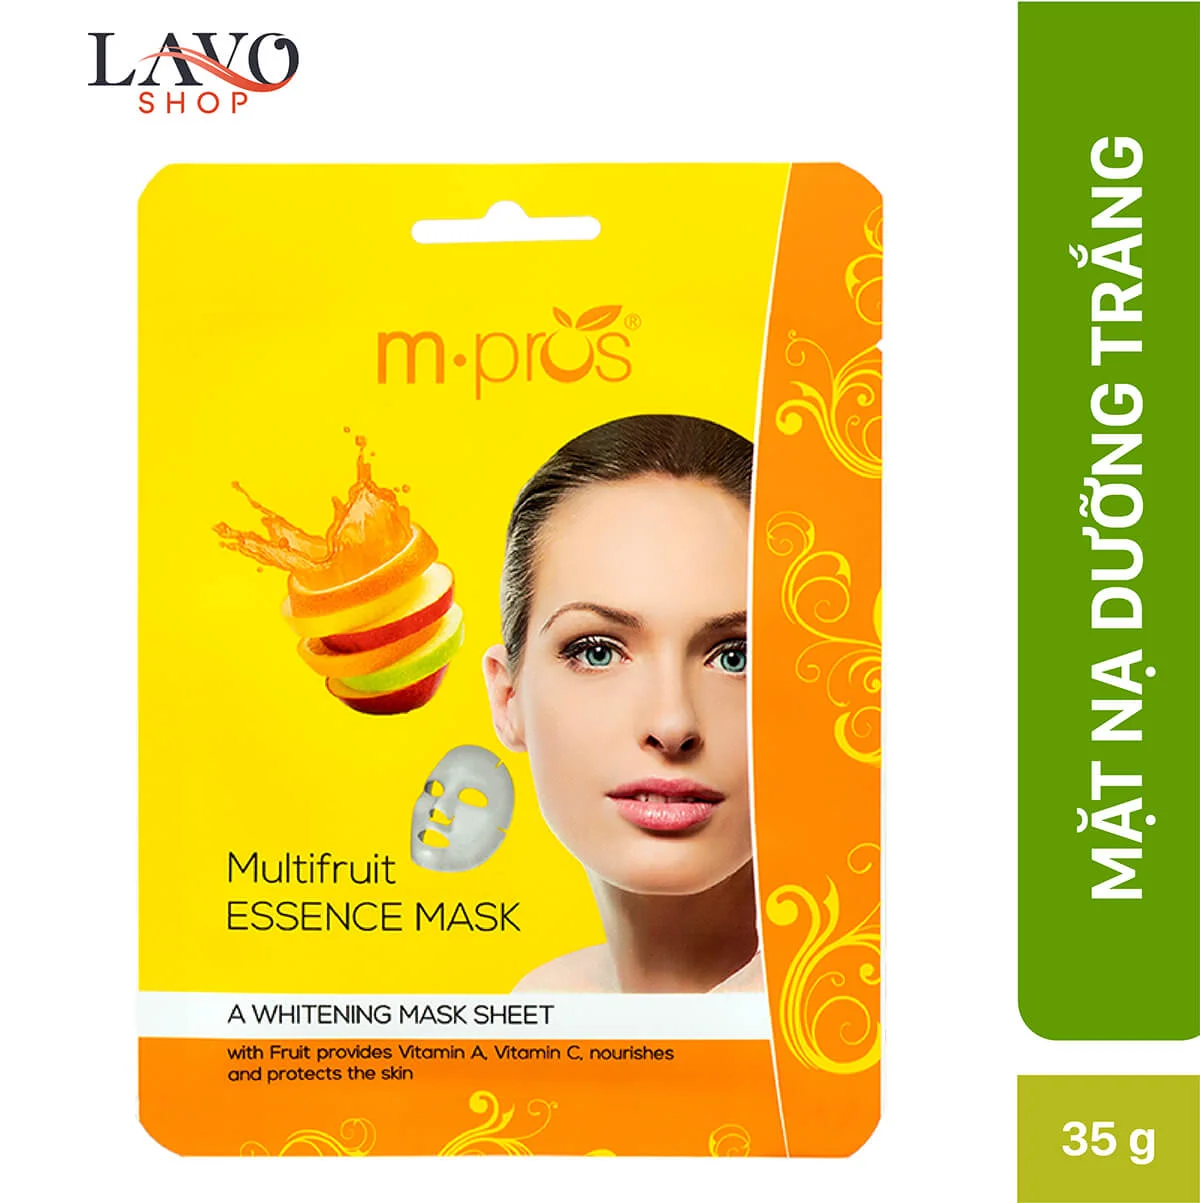 LAVO
SHOP
m·pros®
Multifruit
ESSENCE MASK
A WHITENING MASK SHEET
with Fruit provides Vitamin A, Vitamin C, nourishes
and protects the skin
MẶT NẠ DƯỠNG TRẮNG
35 g